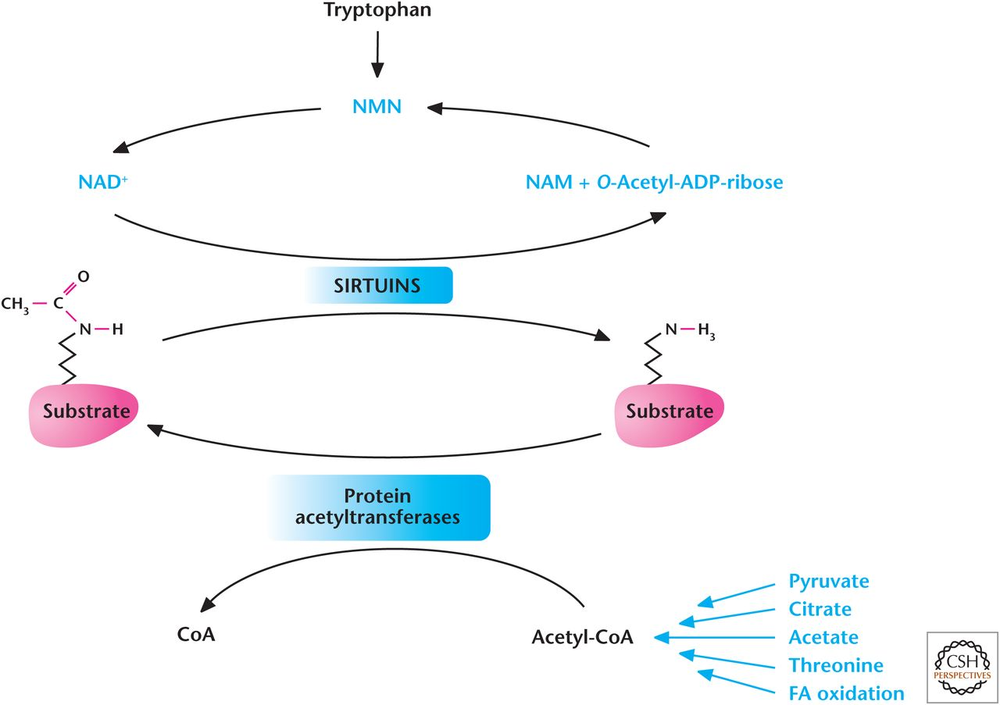 Tryptophan
NMN
NAD+
NAM + O-Acetyl-ADP-ribose
SIRTUINS
O
CH3 C
N H
N H3
Substrate
Substrate
Protein
acetyltransferases
Pyruvate
Citrate
CoA
Acetyl-CoA
Acetate
Threonine
FA oxidation
CSH
PERSPECTIVES